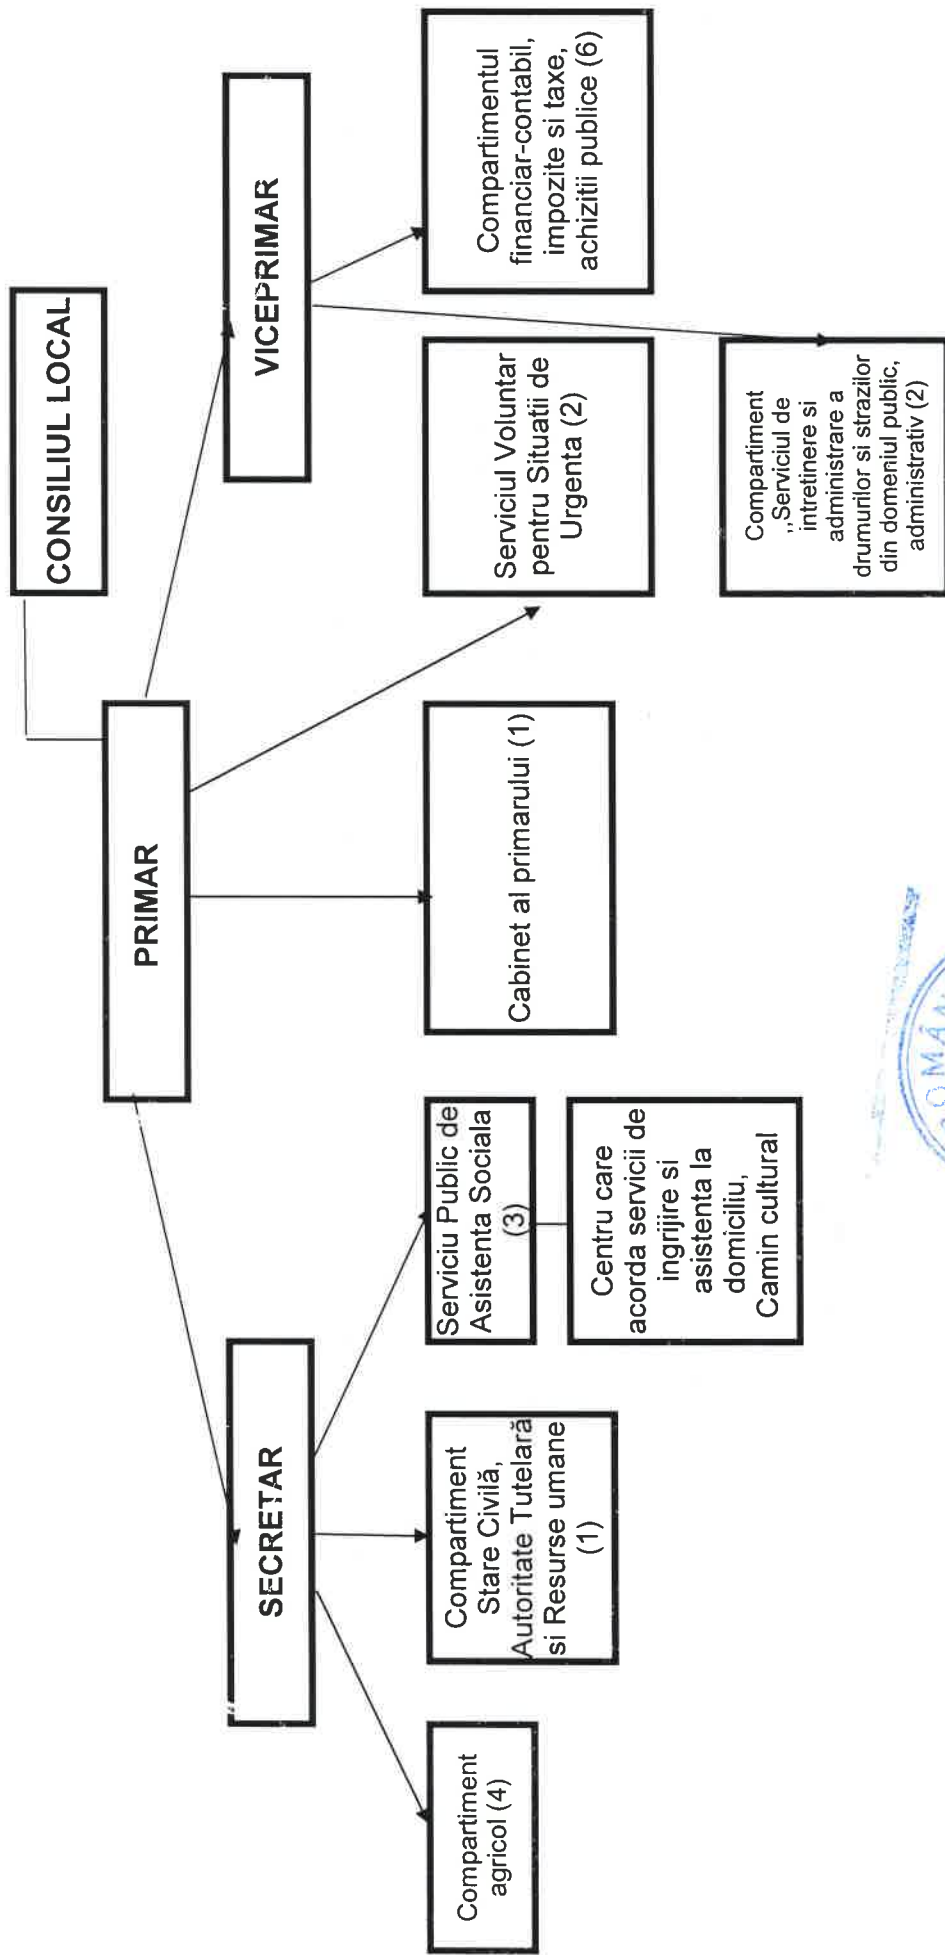 CONSILIUL LOCAL
PRIMAR
SECRETAR
VICEPRIMAR
Compartiment
agricol (4)
Compartiment
Stare Civilă,
Autoritate Tutelară
si Resurse umane
(1)
Serviciu Public de
Asistenta Sociala
(3)
Centru care
acorda servicii de
ingrijire si
asistenta la
domiciliu,
Camin cultural
Cabinet al primarului (1)
Serviciul Voluntar
pentru Situatii de
Urgenta (2)
Compartimentul
financiar-contabil,
impozite si taxe,
achizitii publice (6)
Compartiment
,,Serviciul de
intretinere si
administrare a
drumurilor si strazilor
din domeniul public,
administrativ (2)